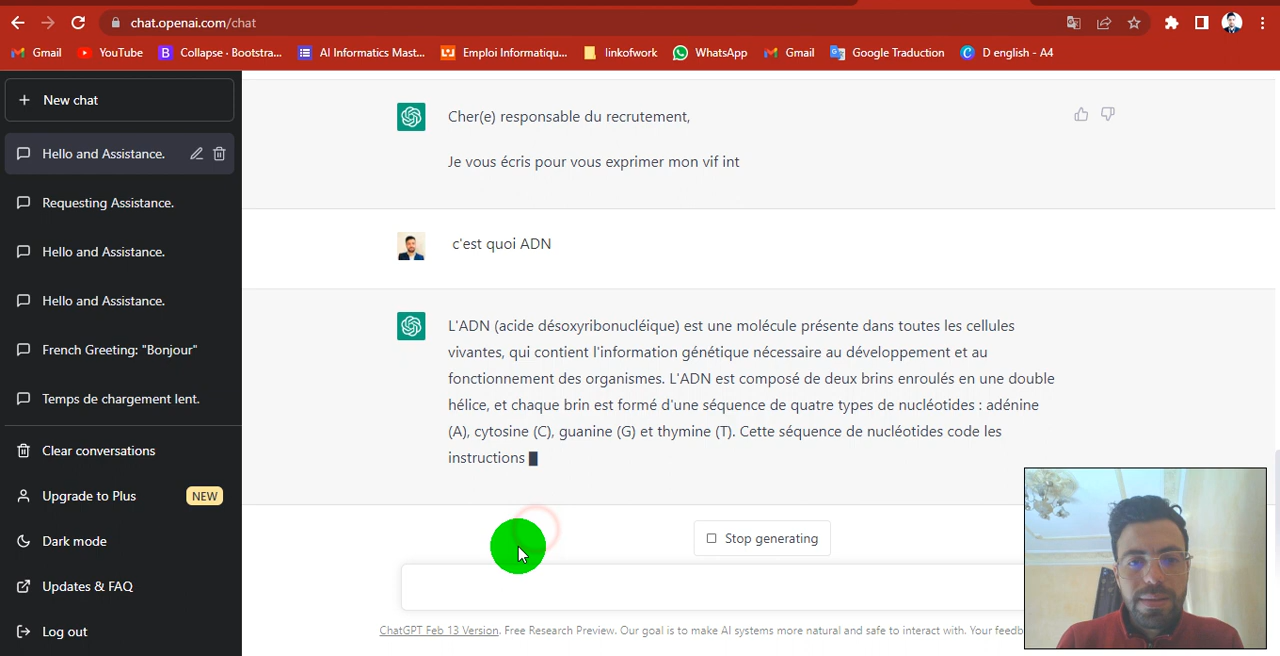 chat.openai.com/chat
Gmail YouTube Collapse · Bootstra... AI Informatics Mast... Emploi Informatiqu... linkofwork WhatsApp Gmail Google Traduction D english - A4
New chat
Hello and Assistance.
Requesting Assistance.
Hello and Assistance.
Hello and Assistance.
French Greeting: "Bonjour"
Temps de chargement lent.
Clear conversations
Upgrade to Plus NEW
Dark mode
Updates & FAQ
Log out
Cher(e) responsable du recrutement,
Je vous écris pour vous exprimer mon vif int
c'est quoi ADN
L'ADN (acide désoxyribonucléique) est une molécule présente dans toutes les cellules
vivantes, qui contient l'information génétique nécessaire au développement et au
fonctionnement des organismes. L'ADN est composé de deux brins enroulés en une double
hélice, et chaque brin est formé d'une séquence de quatre types de nucléotides : adénine
(A), cytosine (C), guanine (G) et thymine (T). Cette séquence de nucléotides code les
instructions
Stop generating
ChatGPT Feb 13 Version. Free Research Preview. Our goal is to make AI systems more natural and safe to interact with. Your feedb